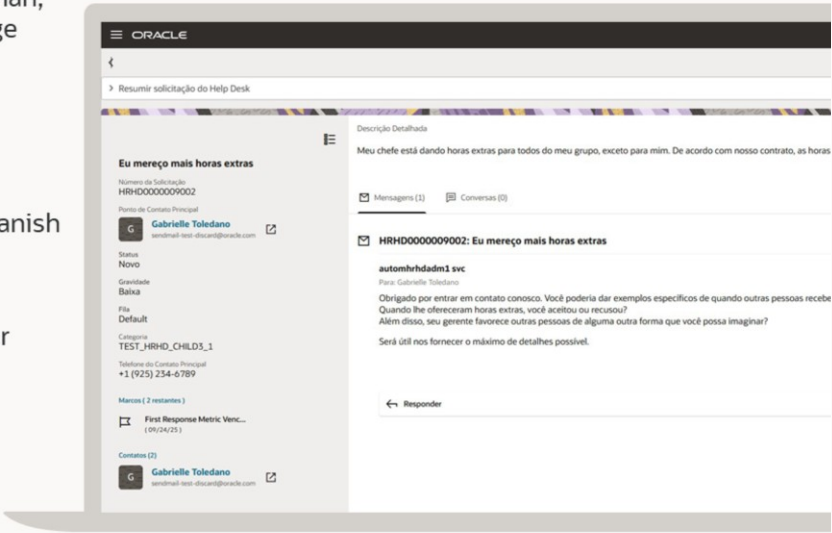 ge
anish
r
ORACLE
Resumir solicitação do Help Desk
Eu mereço mais horas extras
Número da Solicitação
HRHD0000009002
Ponto de Contato Principal
G
Gabrielle Toledano
sendmail-test-discard@oracle.com
Status
Novo
Gravidade
Baixa
Fila
Default
Categoria
TEST_HRHD_CHILD3_1
Telefone do Contato Principal
+1 (925) 234-6789
Marcos ( 2 restantes )
First Response Metric Venc...
( 09/24/25 )
Contatos (2)
G
Gabrielle Toledano
sendmail-test-discard@oracle.com
Descrição Detalhada
Meu chefe está dando horas extras para todos do meu grupo, exceto para mim. De acordo com nosso contrato, as horas
Mensagens (1) Conversas (0)
HRHD0000009002: Eu mereço mais horas extras
automhrhdadm1 svc
Para: Gabrielle Toledano
Obrigado por entrar em contato conosco. Você poderia dar exemplos específicos de quando outras pessoas recebe
Quando lhe ofereceram horas extras, você aceitou ou recusou?
Além disso, seu gerente favorece outras pessoas de alguma outra forma que você possa imaginar?
Será útil nos fornecer o máximo de detalhes possível.
Responder